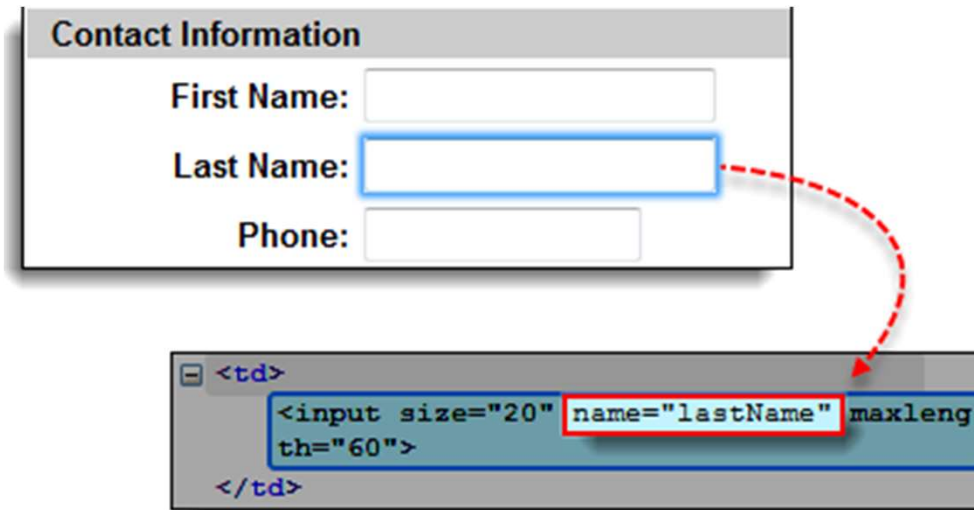 Contact Information
First Name:
Last Name:
Phone:
<td>
<input size="20" name="lastName" maxleng
th="60">
</td>